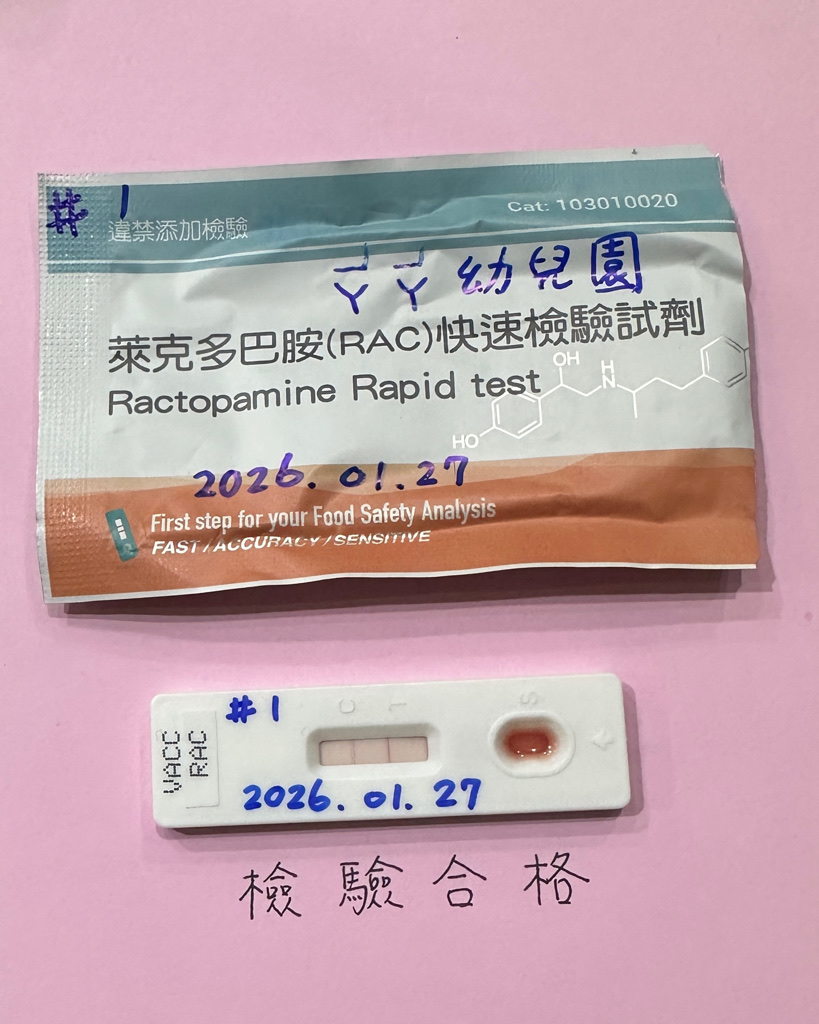 # 1
違禁添加檢驗
Cat: 103010020
幼兒園
萊克多巴胺(RAC)快速檢驗試劑
Ractopamine Rapid test
OH
H
N
HO
2026. 01. 27
First step for your Food Safety Analysis
FAST / ACCURACY / SENSITIVE
VACC
RAC
# 1
C T S
2026. 01. 27
檢驗合格